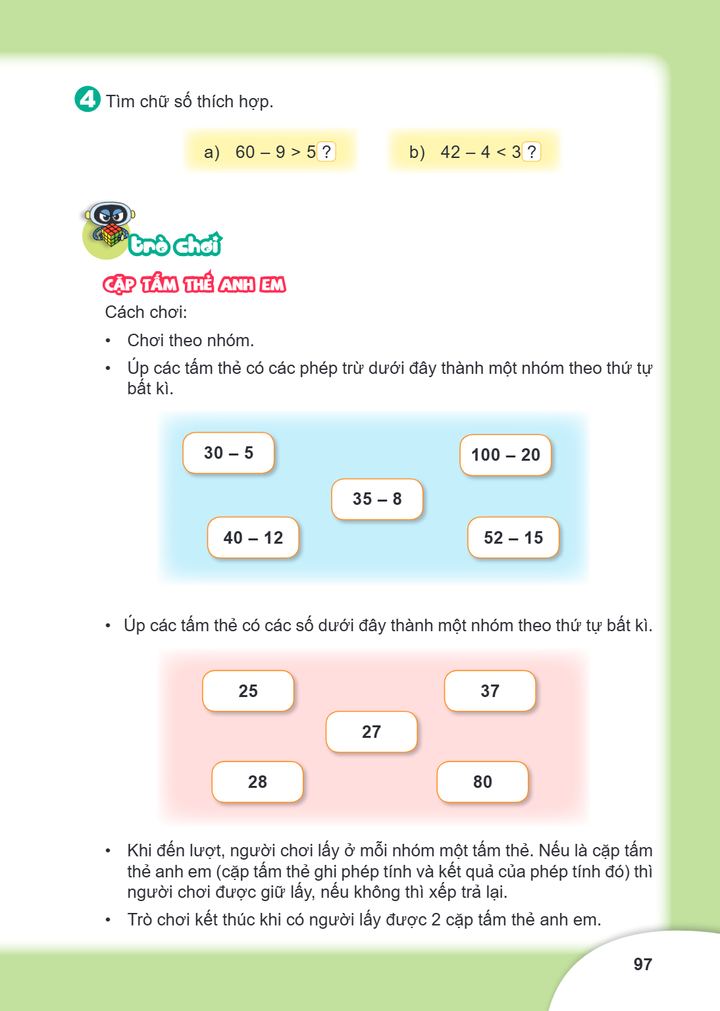 4 Tìm chữ số thích hợp.
a) 60 – 9 > 5 ? b) 42 – 4 < 3 ?
trò chơi
CẶP TẤM THẺ ANH EM
Cách chơi:
• Chơi theo nhóm.
• Úp các tấm thẻ có các phép trừ dưới đây thành một nhóm theo thứ tự
bất kì.
30 – 5
100 – 20
35 – 8
40 – 12
52 – 15
• Úp các tấm thẻ có các số dưới đây thành một nhóm theo thứ tự bất kì.
25
37
27
28
80
• Khi đến lượt, người chơi lấy ở mỗi nhóm một tấm thẻ. Nếu là cặp tấm
thẻ anh em (cặp tấm thẻ ghi phép tính và kết quả của phép tính đó) thì
người chơi được giữ lấy, nếu không thì xếp trả lại.
• Trò chơi kết thúc khi có người lấy được 2 cặp tấm thẻ anh em.
97